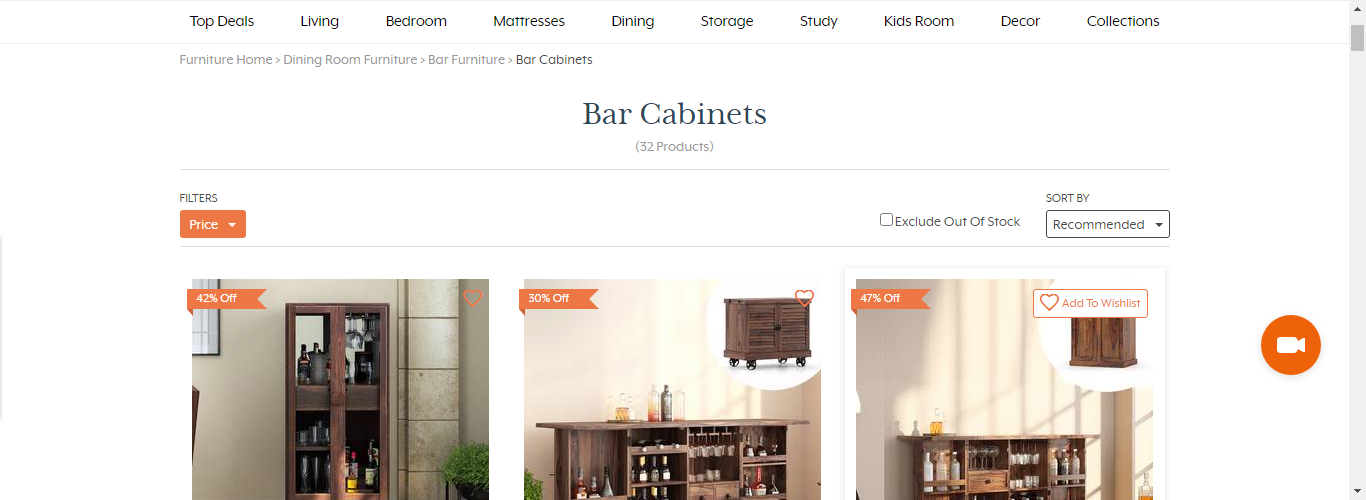 Top Deals Living Bedroom Mattresses Dining Storage Study Kids Room Decor Collections
Furniture Home > Dining Room Furniture > Bar Furniture > Bar Cabinets
Bar Cabinets
(32 Products)
FILTERS
SORT BY
Price
Exclude Out Of Stock
Recommended
42% Off
30% Off
47% Off
Add To Wishlist